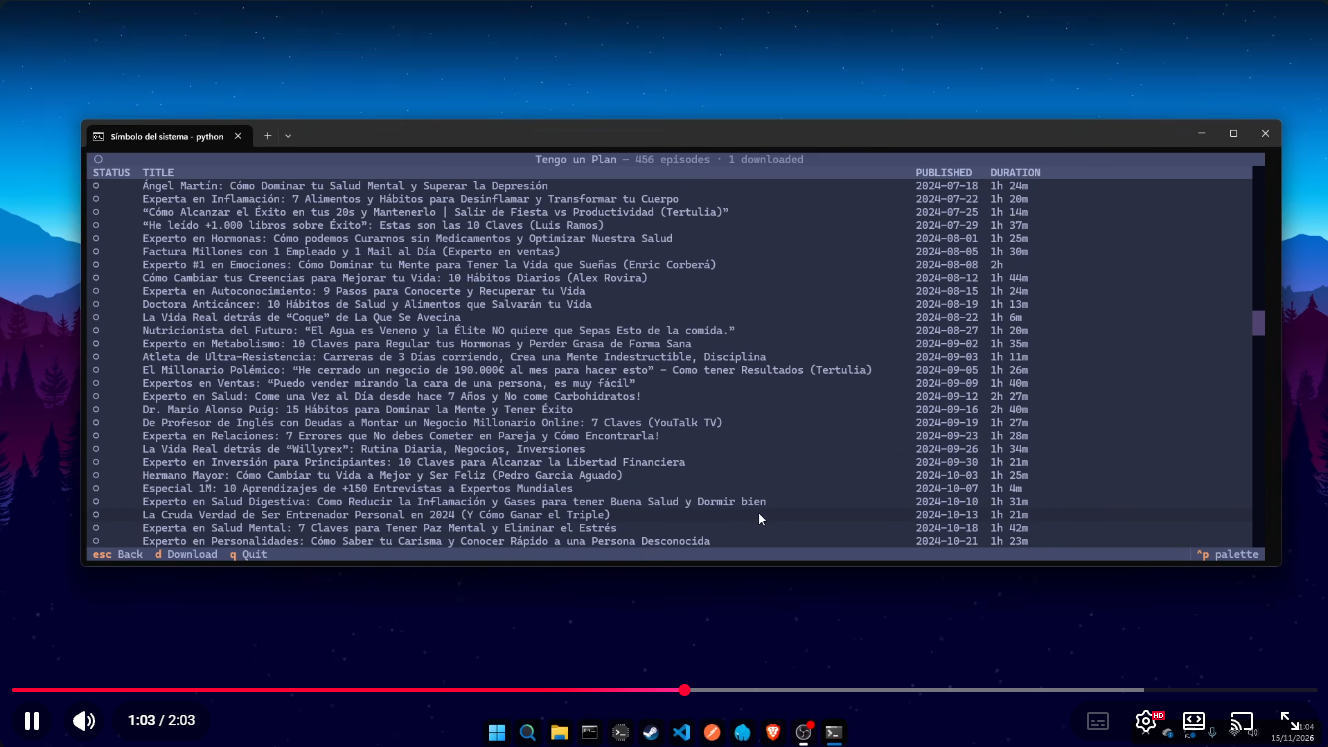 Símbolo del sistema - python
Tengo un Plan — 456 episodes · 1 downloaded
STATUS TITLE PUBLISHED DURATION
Ángel Martín: Cómo Dominar tu Salud Mental y Superar la Depresión 2024-07-18 1h 24m
Experta en Inflamación: 7 Alimentos y Hábitos para Desinflamar y Transformar tu Cuerpo 2024-07-22 1h 20m
“Cómo Alcanzar el Éxito en tus 20s y Mantenerlo | Salir de Fiesta vs Productividad (Tertulia)” 2024-07-25 1h 14m
“He leído +1.000 libros sobre Éxito”: Estas son las 10 Claves (Luis Ramos) 2024-07-29 1h 37m
Experto en Hormonas: Cómo podemos Curarnos sin Medicamentos y Optimizar Nuestra Salud 2024-08-01 1h 25m
Factura Millones con 1 Empleado y 1 Mail al Día (Experto en ventas) 2024-08-05 1h 30m
Experto #1 en Emociones: Cómo Dominar tu Mente para Tener la Vida que Sueñas (Enric Corberá) 2024-08-08 2h
Cómo Cambiar tus Creencias para Mejorar tu Vida: 10 Hábitos Diarios (Alex Rovira) 2024-08-12 1h 44m
Experta en Autoconocimiento: 9 Pasos para Conocerte y Recuperar tu Vida 2024-08-15 1h 24m
Doctora Anticáncer: 10 Hábitos de Salud y Alimentos que Salvarán tu Vida 2024-08-19 1h 13m
La Vida Real detrás de “Coque” de La Que Se Avecina 2024-08-22 1h 6m
Nutricionista del Futuro: “El Agua es Veneno y la Élite NO quiere que Sepas Esto de la comida.” 2024-08-27 1h 20m
Experto en Metabolismo: 10 Claves para Regular tus Hormonas y Perder Grasa de Forma Sana 2024-09-02 1h 35m
Atleta de Ultra-Resistencia: Carreras de 3 Días corriendo, Crea una Mente Indestructible, Disciplina 2024-09-03 1h 11m
El Millonario Polémico: “He cerrado un negocio de 190.000€ al mes para hacer esto” – Como tener Resultados (Tertulia) 2024-09-05 1h 26m
Expertos en Ventas: “Puedo vender mirando la cara de una persona, es muy fácil” 2024-09-09 1h 40m
Experto en Salud: Come una Vez al Día desde hace 7 Años y No come Carbohidratos! 2024-09-12 2h 27m
Dr. Mario Alonso Puig: 15 Hábitos para Dominar la Mente y Tener Éxito 2024-09-16 2h 40m
De Profesor de Inglés con Deudas a Montar un Negocio Millonario Online: 7 Claves (YouTalk TV) 2024-09-19 1h 27m
Experta en Relaciones: 7 Errores que No debes Cometer en Pareja y Cómo Encontrarla! 2024-09-23 1h 28m
La Vida Real detrás de “Willyrex”: Rutina Diaria, Negocios, Inversiones 2024-09-26 1h 34m
Experto en Inversión para Principiantes: 10 Claves para Alcanzar la Libertad Financiera 2024-09-30 1h 21m
Hermano Mayor: Cómo Cambiar tu Vida a Mejor y Ser Feliz (Pedro Garcia Aguado) 2024-10-03 1h 25m
Especial 1M: 10 Aprendizajes de +150 Entrevistas a Expertos Mundiales 2024-10-07 1h 4m
Experto en Salud Digestiva: Como Reducir la Inflamación y Gases para tener Buena Salud y Dormir bien 2024-10-10 1h 31m
La Cruda Verdad de Ser Entrenador Personal en 2024 (Y Cómo Ganar el Triple) 2024-10-13 1h 21m
Experta en Salud Mental: 7 Claves para Tener Paz Mental y Eliminar el Estrés 2024-10-18 1h 42m
Experto en Personalidades: Cómo Saber tu Carisma y Conocer Rápido a una Persona Desconocida 2024-10-21 1h 23m
esc Back d Download q Quit ^p palette
1:03 / 2:03
HD
1:04
15/11/2026